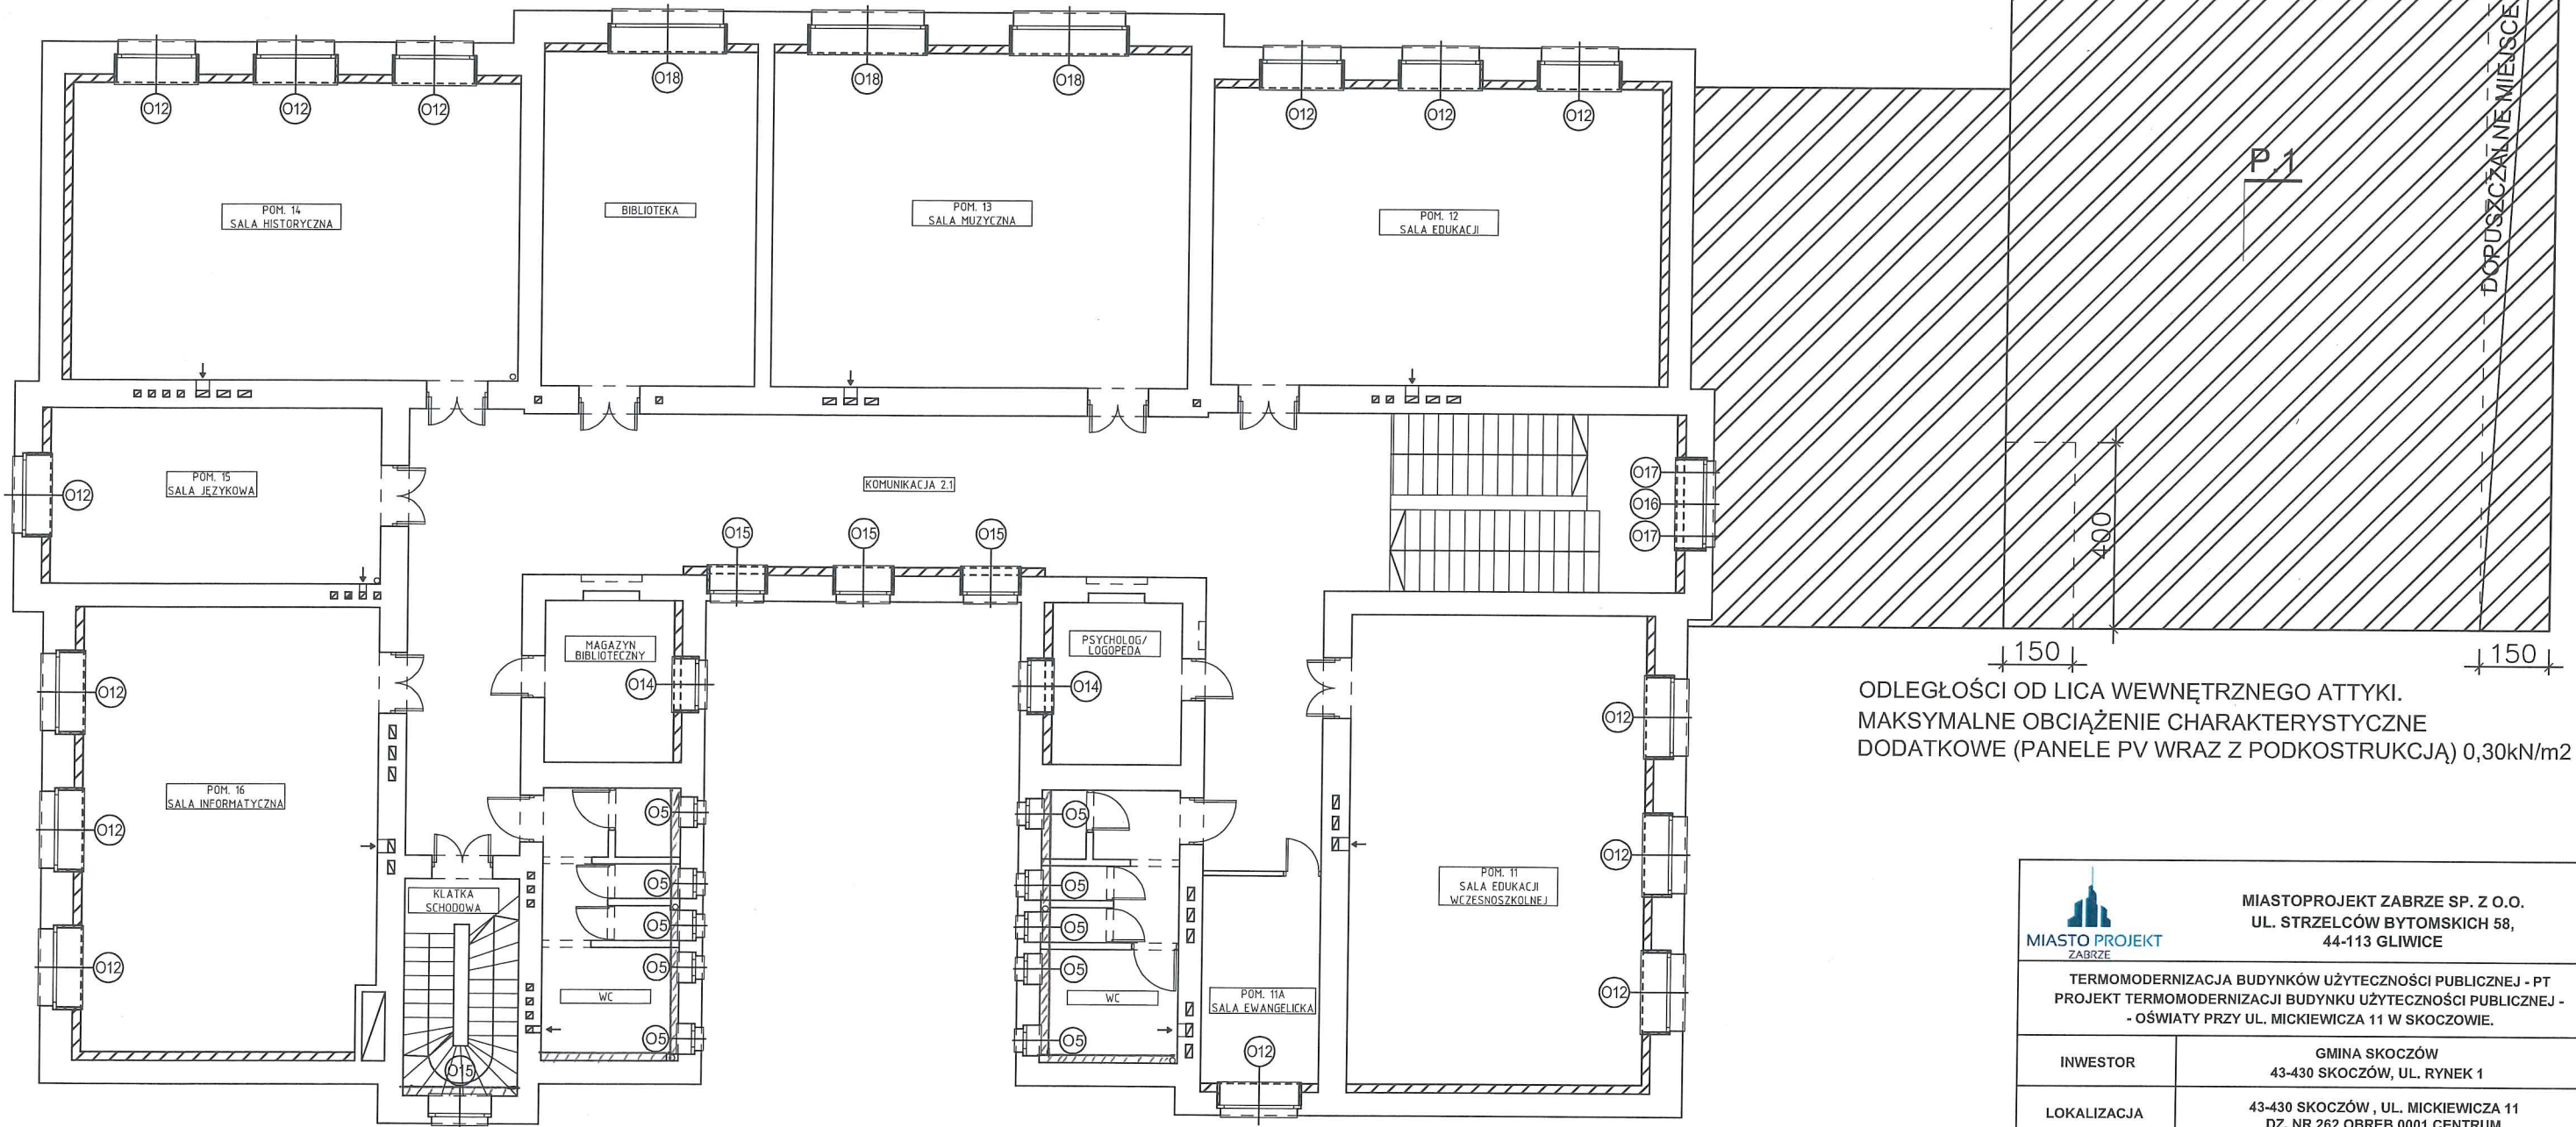 O12
O12
O12
O18
O18
O18
O12
O12
O12
DOPUSZCZALNE MIEJSCE
P.1
POM. 14
SALA HISTORYCZNA
BIBLIOTEKA
POM. 13
SALA MUZYCZNA
POM. 12
SALA EDUKACJI
O12
POM. 15
SALA JĘZYKOWA
KOMUNIKACJA 2.1
O17
O16
O17
O15
O15
O15
400
150
150
MAGAZYN
BIBLIOTECZNY
O14
O14
PSYCHOLOG/
LOGOPEDA
O12
O12
O12
POM. 16
SALA INFORMATYCZNA
O12
O12
O12
ODLEGŁOŚCI OD LICA WEWNĘTRZNEGO ATTYKI.
MAKSYMALNE OBCIĄŻENIE CHARAKTERYSTYCZNE
DODATKOWE (PANELE PV WRAZ Z PODKOSTRUKCJĄ) 0,30kN/m2
KLATKA
SCHODOWA
O15
O5
O5
O5
O5
O5
WC
O5
O5
O5
O5
O5
WC
POM. 11
SALA EDUKACJI
WCZESNOSZKOLNEJ
POM. 11A
SALA EWANGELICKA
O12
MIASTO PROJEKT
ZABRZE
MIASTOPROJEKT ZABRZE SP. Z O.O.
UL. STRZELCÓW BYTOMSKICH 58,
44-113 GLIWICE
TERMOMODERNIZACJA BUDYNKÓW UŻYTECZNOŚCI PUBLICZNEJ - PT
PROJEKT TERMOMODERNIZACJI BUDYNKU UŻYTECZNOŚCI PUBLICZNEJ -
- OŚWIATY PRZY UL. MICKIEWICZA 11 W SKOCZOWIE.
INWESTOR
GMINA SKOCZÓW
43-430 SKOCZÓW, UL. RYNEK 1
LOKALIZACJA
43-430 SKOCZÓW , UL. MICKIEWICZA 11
DZ. NR 262 OBRĘB 0001 CENTRUM